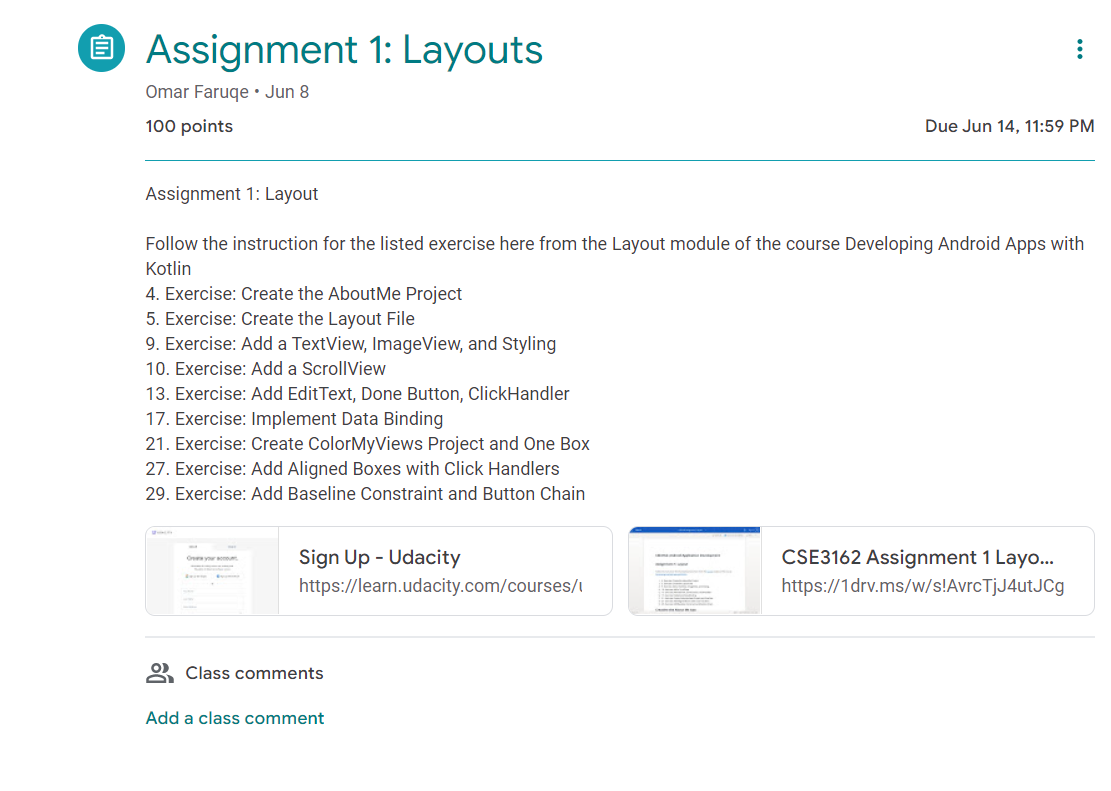 Assignment 1: Layouts
Omar Faruqe • Jun 8
100 points
Due Jun 14, 11:59 PM
Assignment 1: Layout
Follow the instruction for the listed exercise here from the Layout module of the course Developing Android Apps with
Kotlin
4. Exercise: Create the AboutMe Project
5. Exercise: Create the Layout File
9. Exercise: Add a TextView, ImageView, and Styling
10. Exercise: Add a ScrollView
13. Exercise: Add EditText, Done Button, ClickHandler
17. Exercise: Implement Data Binding
21. Exercise: Create ColorMyViews Project and One Box
27. Exercise: Add Aligned Boxes with Click Handlers
29. Exercise: Add Baseline Constraint and Button Chain
Create your account.
Sign Up - Udacity
https://learn.udacity.com/courses/u
CSE3162 Assignment 1 Layo...
https://1drv.ms/w/s!AvrcTjJ4utJCg
Class comments
Add a class comment